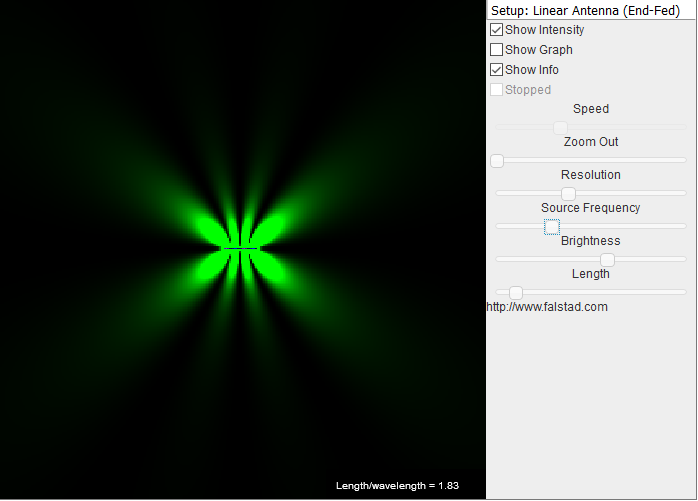 Setup: Linear Antenna (End-Fed)
Show Intensity
Show Graph
Show Info
Stopped
Speed
Zoom Out
Resolution
Source Frequency
Brightness
Length
http://www.falstad.com
Length/wavelength = 1.83